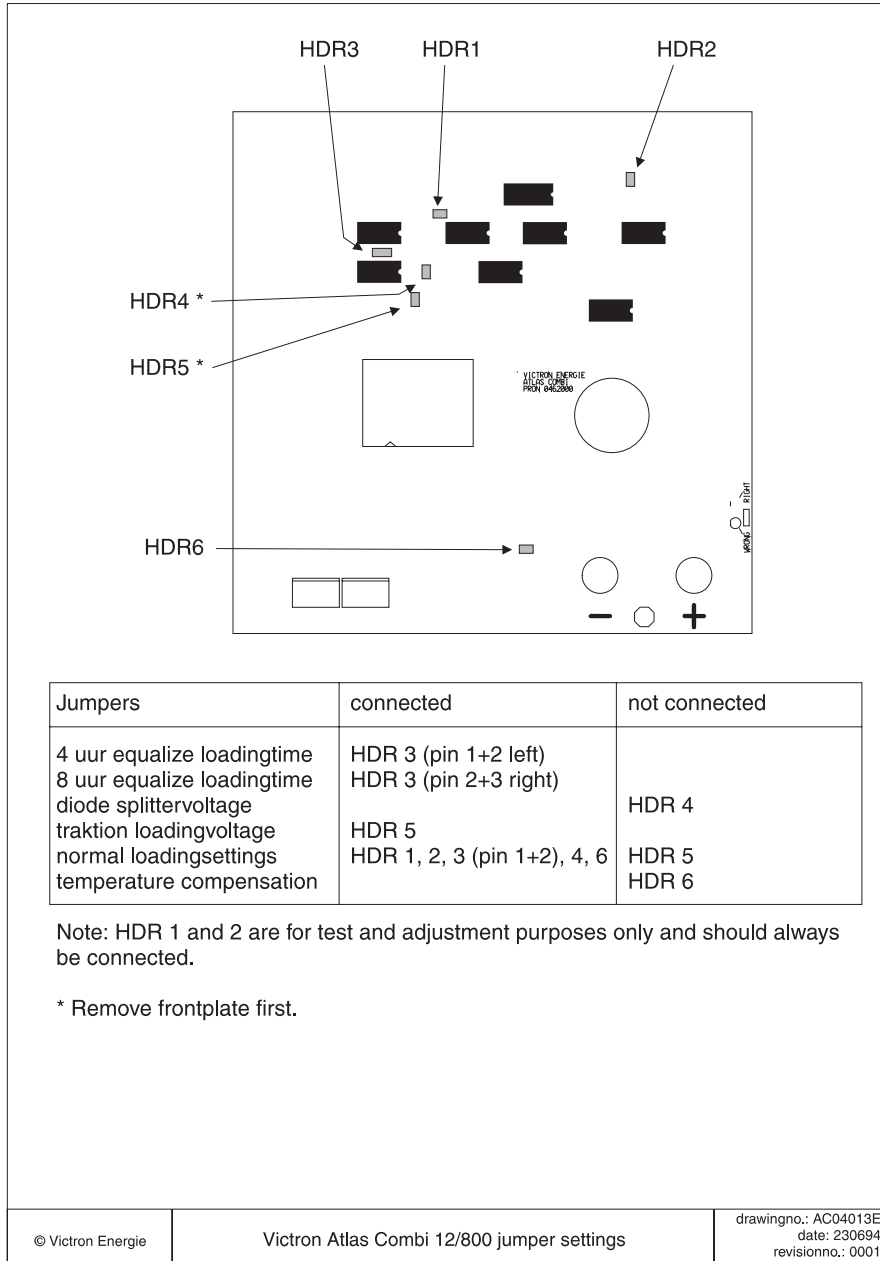 HDR3 HDR1 HDR2
HDR4 *
HDR5 *
VICTRON ENERGIE
ATLAS COMBI
PRON 0462000
RIGHT
WRONG
HDR6
− +
Jumpers connected not connected
4 uur equalize loadingtime HDR 3 (pin 1+2 left)
8 uur equalize loadingtime HDR 3 (pin 2+3 right)
diode splittervoltage HDR 4
traktion loadingvoltage HDR 5
normal loadingsettings HDR 1, 2, 3 (pin 1+2), 4, 6 HDR 5
temperature compensation HDR 6
Note: HDR 1 and 2 are for test and adjustment purposes only and should always
be connected.
* Remove frontplate first.
© Victron Energie
Victron Atlas Combi 12/800 jumper settings
drawingno.: AC04013E
date: 230694
revisionno.: 0001